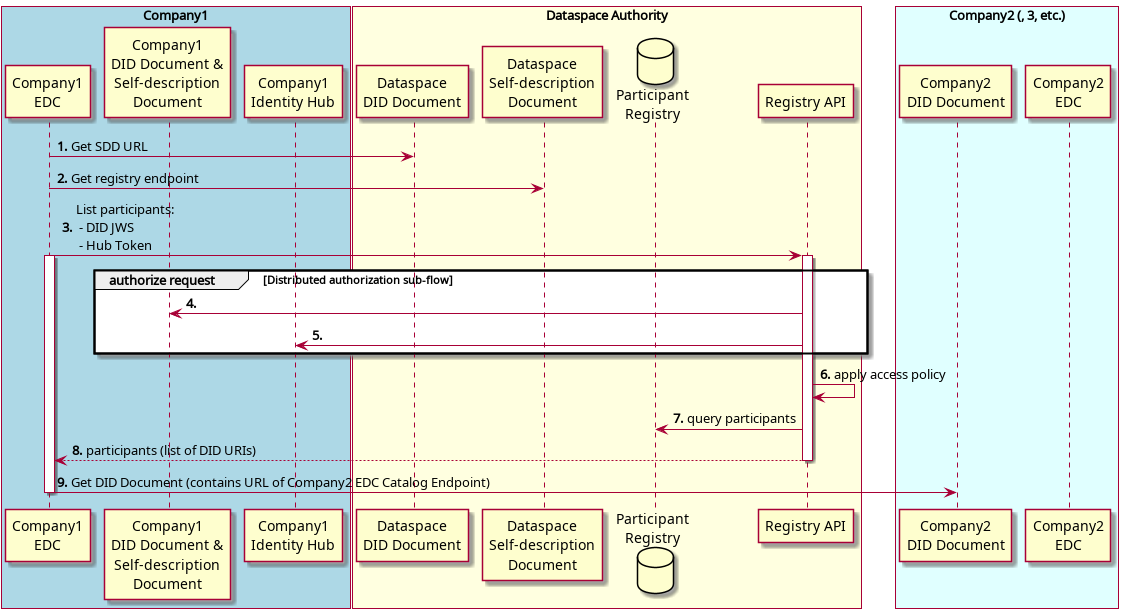 Company1
Dataspace Authority
Company2 (, 3, etc.)
Company1
EDC
Company1
DID Document &
Self-description
Document
Company1
Identity Hub
Dataspace
DID Document
Dataspace
Self-description
Document
Participant
Registry
Registry API
Company2
DID Document
Company2
EDC
1. Get SDD URL
2. Get registry endpoint
List participants:
3. - DID JWS
- Hub Token
authorize request [Distributed authorization sub-flow]
4.
5.
6. apply access policy
7. query participants
8. participants (list of DID URIs)
9. Get DID Document (contains URL of Company2 EDC Catalog Endpoint)
Company1
EDC
Company1
DID Document &
Self-description
Document
Company1
Identity Hub
Dataspace
DID Document
Dataspace
Self-description
Document
Participant
Registry
Registry API
Company2
DID Document
Company2
EDC